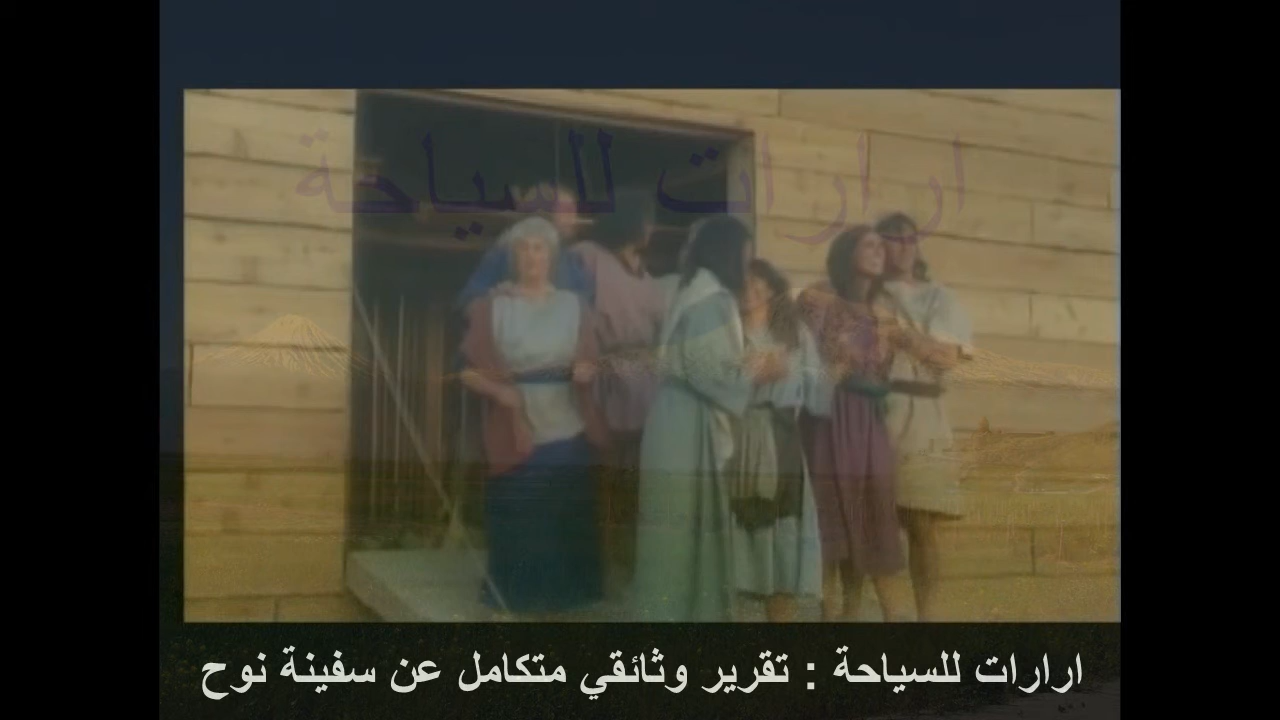 ارارات للسياحة
ارارات للسياحة : تقرير وثائقي متكامل عن سفينة نوح